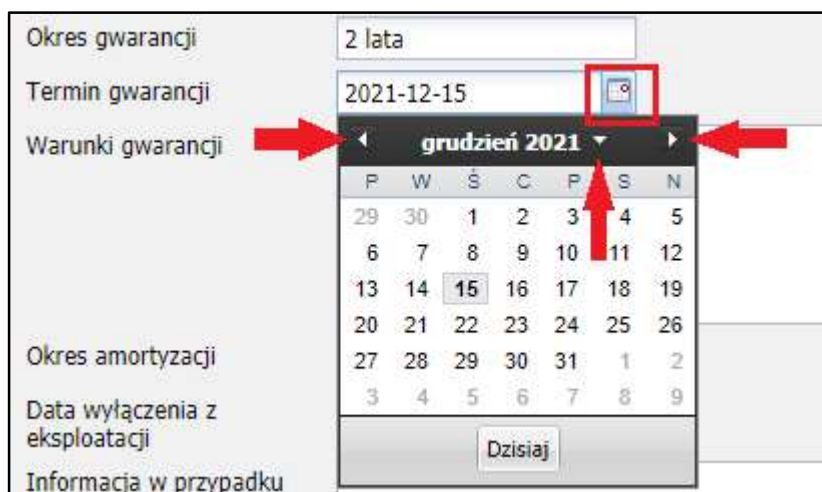 Okres gwarancji 2 lata
Termin gwarancji 2021-12-15
Warunki gwarancji
grudzień 2021
P W Ś C P S N
29 30 1 2 3 4 5
6 7 8 9 10 11 12
13 14 15 16 17 18 19
20 21 22 23 24 25 26
Okres amortyzacji
27 28 29 30 31 1 2
3 4 5 6 7 8 9
Data wyłączenia z
eksploatacji
Dzisiaj
Informacja w przypadku